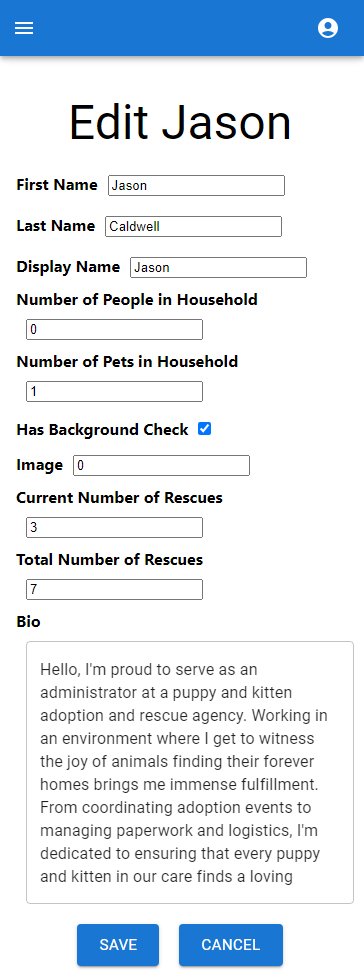 Edit Jason
First Name Jason
Last Name Caldwell
Display Name Jason
Number of People in Household
0
Number of Pets in Household
1
Has Background Check
Image 0
Current Number of Rescues
3
Total Number of Rescues
7
Bio
Hello, I'm proud to serve as an
administrator at a puppy and kitten
adoption and rescue agency. Working in
an environment where I get to witness
the joy of animals finding their forever
homes brings me immense fulfillment.
From coordinating adoption events to
managing paperwork and logistics, I'm
dedicated to ensuring that every puppy
and kitten in our care finds a loving
SAVE CANCEL